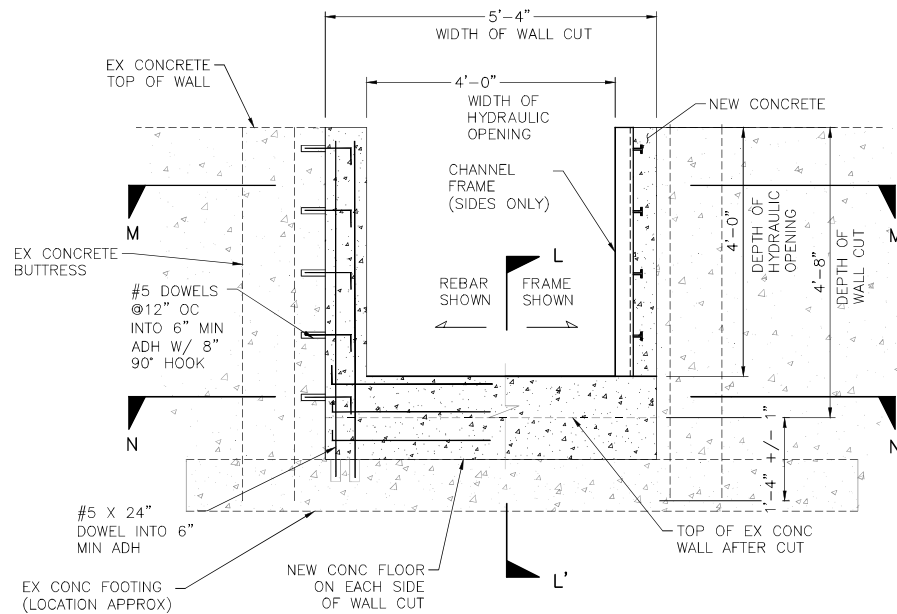 5'-4"
WIDTH OF WALL CUT
EX CONCRETE
TOP OF WALL
4'-0"
WIDTH OF
HYDRAULIC
OPENING
NEW CONCRETE
CHANNEL
FRAME
(SIDES ONLY)
M
M
4'-0"
DEPTH OF
HYDRAULIC
OPENING
4'-8"
DEPTH OF
WALL CUT
EX CONCRETE
BUTTRESS
L
REBAR
SHOWN
FRAME
SHOWN
#5 DOWELS
@12" OC
INTO 6" MIN
ADH W/ 8"
90° HOOK
N
N
1'-4" +/- 1"
#5 X 24"
DOWEL INTO 6"
MIN ADH
TOP OF EX CONC
WALL AFTER CUT
EX CONC FOOTING
(LOCATION APPROX)
NEW CONC FLOOR
ON EACH SIDE
OF WALL CUT
L'